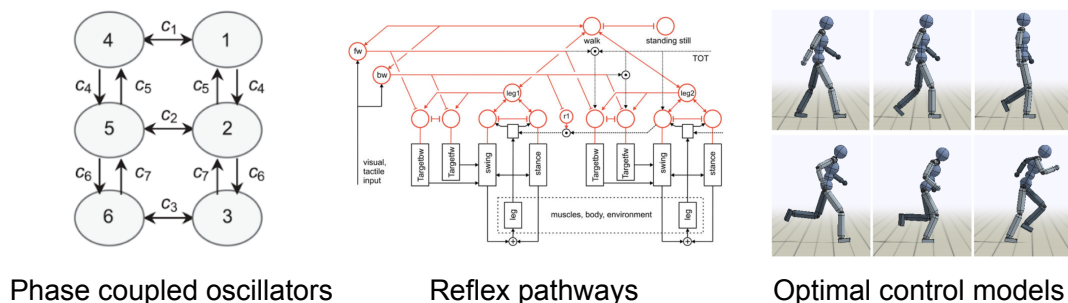 4 c1 1
c4 c5 c5 c4
5 c2 2
c6 c7 c7 c6
6 c3 3
Phase coupled oscillators
walk standing still
fw
TOT
bw
leg1 leg2
r1
visual,
tactile
input
Targetbw Targetfw swing stance Targetbw Targetfw swing stance
leg muscles, body, environment leg
Reflex pathways
Optimal control models